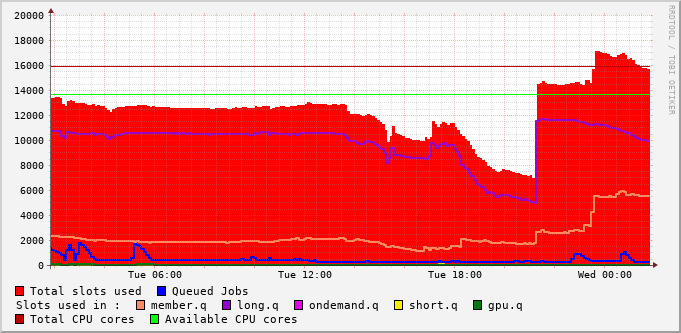 20000
18000
16000
14000
12000
10000
8000
6000
4000
2000
0
Tue 06:00 Tue 12:00 Tue 18:00 Wed 00:00
RRDTOOL / TOBI OETIKER
Total slots used Queued Jobs
Slots used in : member.q long.q ondemand.q short.q gpu.q
Total CPU cores Available CPU cores